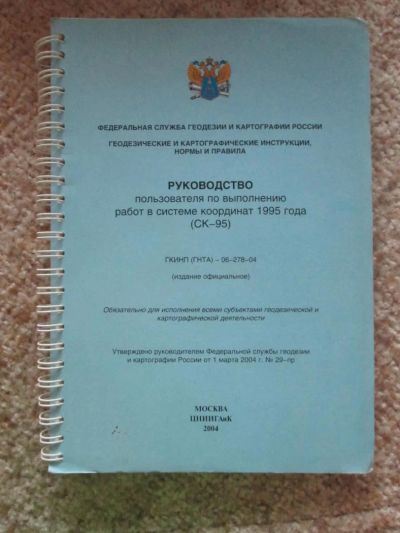 ФЕДЕРАЛЬНАЯ СЛУЖБА ГЕОДЕЗИИ И КАРТОГРАФИИ РОССИИ
ГЕОДЕЗИЧЕСКИЕ И КАРТОГРАФИЧЕСКИЕ ИНСТРУКЦИИ,
НОРМЫ И ПРАВИЛА
РУКОВОДСТВО
пользователя по выполнению
работ в системе координат 1995 года
(СК–95)
ГКИНП (ГНТА) – 06–278–04
(издание официальное)
Обязательно для исполнения всеми субъектами геодезической и
картографической деятельности
Утверждено руководителем Федеральной службы геодезии
и картографии России от 1 марта 2004 г. № 29–пр
МОСКВА
ЦНИИГАиК
2004